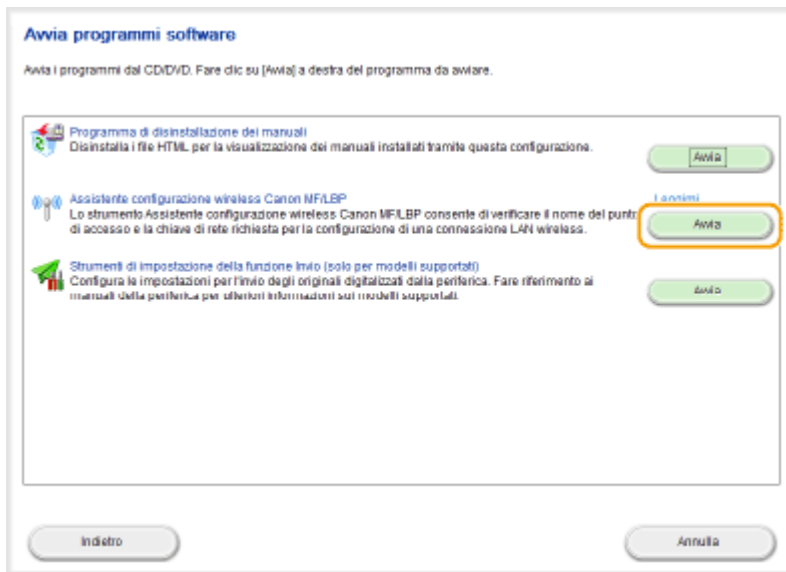 Avvia programmi software
Avvia i programmi dal CD/DVD. Fare clic su [Avvia] a destra del programma da avviare.
Programma di disinstallazione dei manuali
Disinstalla i file HTML per la visualizzazione dei manuali installati tramite questa configurazione.
Avvia
Assistente configurazione wireless Canon MF/LBP
Leggimi
Lo strumento Assistente configurazione wireless Canon MF/LBP consente di verificare il nome del punto
di accesso e la chiave di rete richiesta per la configurazione di una connessione LAN wireless.
Avvia
Strumenti di impostazione della funzione Invio (solo per modelli supportati)
Configura le impostazioni per l'invio degli originali digitalizzati dalla periferica. Fare riferimento ai
manuali della periferica per ulteriori informazioni sui modelli supportati.
Avvia
Indietro
Annulla